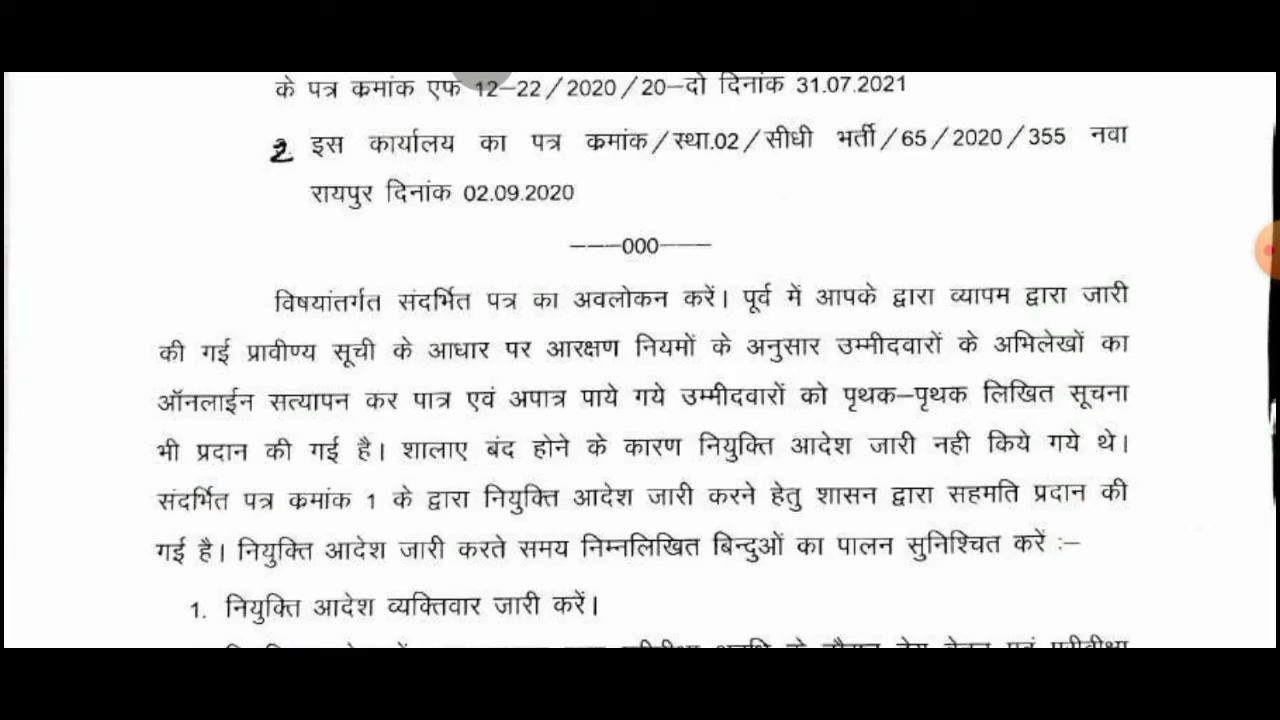 के पत्र कमांक एफ 12–22/2020/20–दो दिनांक 31.07.2021
2 इस कार्यालय का पत्र कमांक/स्था.02/सीधी भर्ती/65/2020/355 नवा
रायपुर दिनांक 02.09.2020
———000———
विषयांतर्गत संदर्भित पत्र का अवलोकन करें। पूर्व में आपके द्वारा व्यापम द्वारा जारी
की गई प्रावीण्य सूची के आधार पर आरक्षण नियमों के अनुसार उम्मीदवारों के अभिलेखों का
ऑनलाईन सत्यापन कर पात्र एवं अपात्र पाये गये उम्मीदवारों को पृथक–पृथक लिखित सूचना
भी प्रदान की गई है। शालाए बंद होने के कारण नियुक्ति आदेश जारी नही किये गये थे।
संदर्भित पत्र कमांक 1 के द्वारा नियुक्ति आदेश जारी करने हेतु शासन द्वारा सहमति प्रदान की
गई है। नियुक्ति आदेश जारी करते समय निम्नलिखित बिन्दुओं का पालन सुनिश्चित करें :–
1. नियुक्ति आदेश व्यक्तिवार जारी करें।